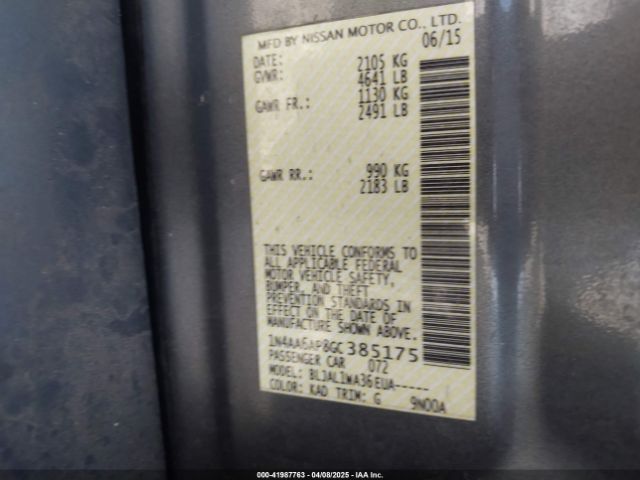 MFD BY NISSAN MOTOR CO., LTD.
DATE: 06/15
GVWR: 2105 KG
4641 LB
GAWR FR.: 1130 KG
2491 LB
GAWR RR.: 990 KG
2183 LB
THIS VEHICLE CONFORMS TO
ALL APPLICABLE FEDERAL
MOTOR VEHICLE SAFETY,
BUMPER, AND THEFT
PREVENTION STANDARDS IN
EFFECT ON THE DATE OF
MANUFACTURE SHOWN ABOVE.
1N4AA6AP8GC385175
PASSENGER CAR 072
MODEL: BLJAL1WA36EUA-----
COLOR: KAD TRIM: G 9N00A
000-41987763 - 04/08/2025 - IAA Inc.